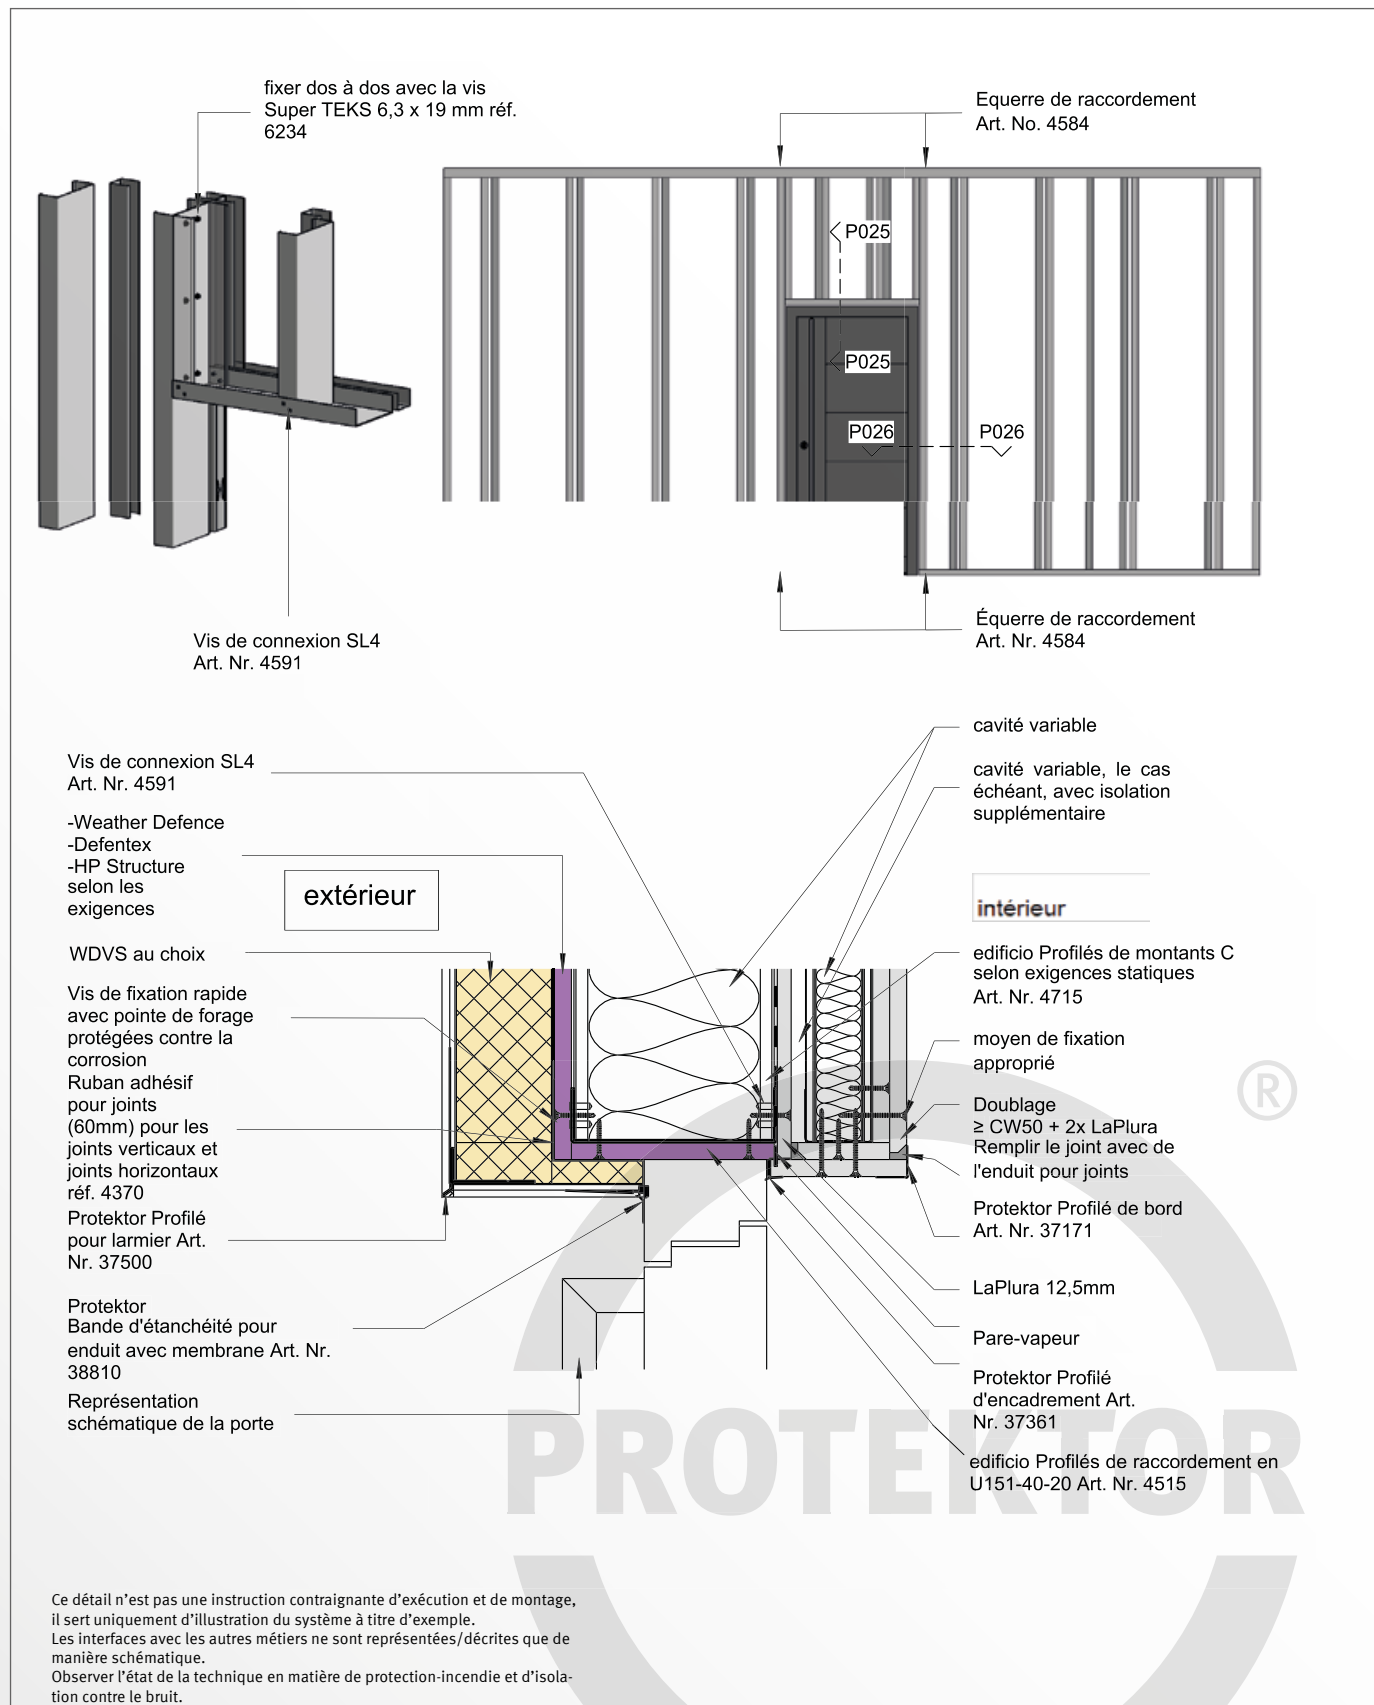 fixer dos à dos avec la vis
Super TEKS 6,3 x 19 mm réf.
6234
Equerre de raccordement
Art. No. 4584
P025
P025
P026
P026
Équerre de raccordement
Art. Nr. 4584
Vis de connexion SL4
Art. Nr. 4591
Vis de connexion SL4
Art. Nr. 4591
-Weather Defence
-Defentex
-HP Structure
selon les
exigences
extérieur
WDVS au choix
Vis de fixation rapide
avec pointe de forage
protégées contre la
corrosion
Ruban adhésif
pour joints
(60mm) pour les
joints verticaux et
joints horizontaux
réf. 4370
Protektor Profilé
pour larmier Art.
Nr. 37500
Protektor
Bande d'étanchéité pour
enduit avec membrane Art. Nr.
38810
Représentation
schématique de la porte
cavité variable
cavité variable, le cas
échéant, avec isolation
supplémentaire
intérieur
edificio Profilés de montants C
selon exigences statiques
Art. Nr. 4715
moyen de fixation
approprié
Doublage
≥ CW50 + 2x LaPlura
Remplir le joint avec de
l'enduit pour joints
Protektor Profilé de bord
Art. Nr. 37171
LaPlura 12,5mm
Pare-vapeur
Protektor Profilé
d'encadrement Art.
Nr. 37361
edificio Profilés de raccordement en
U151-40-20 Art. Nr. 4515
®
PROTEKTOR
Ce détail n’est pas une instruction contraignante d’exécution et de montage,
il sert uniquement d’illustration du système à titre d’exemple.
Les interfaces avec les autres métiers ne sont représentées/décrites que de
manière schématique.
Observer l’état de la technique en matière de protection-incendie et d’isola-
tion contre le bruit.